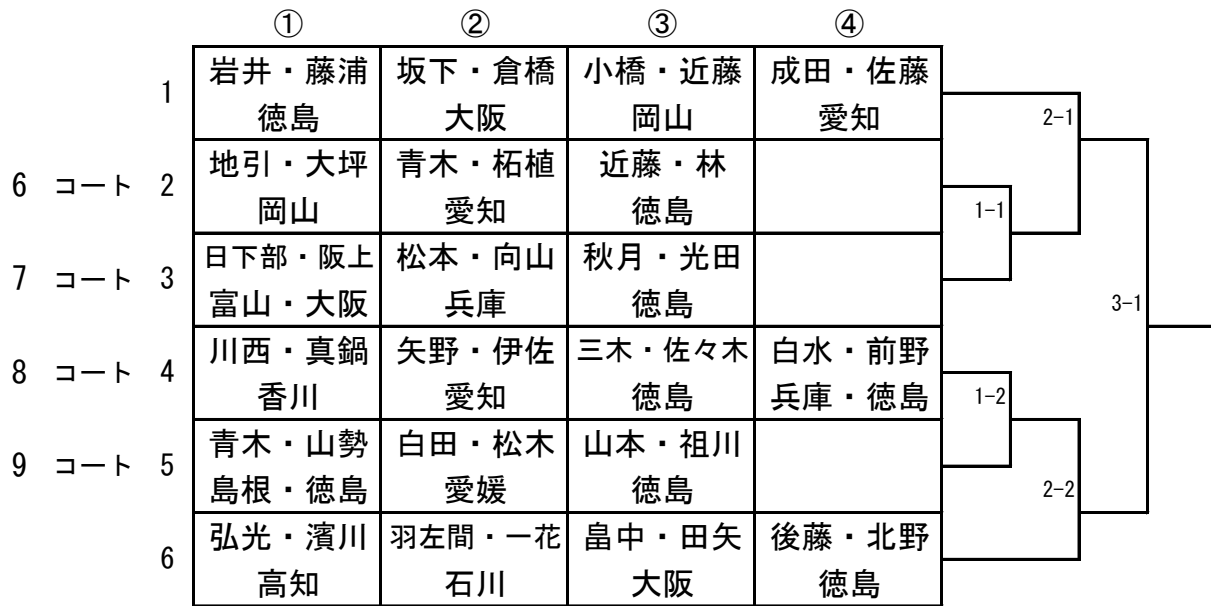 ① ② ③ ④
1 岩井・藤浦 坂下・倉橋 小橋・近藤 成田・佐藤
徳島 大阪 岡山 愛知
2-1
6 コート 2 地引・大坪 青木・柘植 近藤・林
岡山 愛知 徳島
1-1
7 コート 3 日下部・阪上 松本・向山 秋月・光田
富山・大阪 兵庫 徳島
3-1
8 コート 4 川西・真鍋 矢野・伊佐 三木・佐々木 白水・前野
香川 愛知 徳島 兵庫・徳島
1-2
9 コート 5 青木・山勢 白田・松木 山本・祖川
島根・徳島 愛媛 徳島
2-2
6 弘光・濱川 羽左間・一花 畠中・田矢 後藤・北野
高知 石川 大阪 徳島